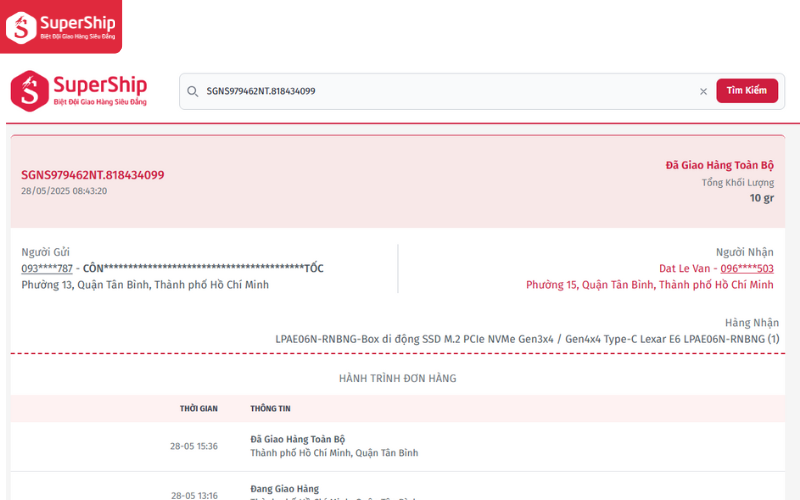 SuperShip
Biệt Đội Giao Hàng Siêu Đẳng
SuperShip
Biệt Đội Giao Hàng Siêu Đẳng
SGNS979462NT.818434099
Tìm Kiếm
SGNS979462NT.818434099
28/05/2025 08:43:20
Đã Giao Hàng Toàn Bộ
Tổng Khối Lượng
10 gr
Người Gửi
093****787 - CÔN*****************************************TỐC
Phường 13, Quận Tân Bình, Thành phố Hồ Chí Minh
Người Nhận
Dat Le Van - 096****503
Phường 15, Quận Tân Bình, Thành phố Hồ Chí Minh
Hàng Nhận
LPAE06N-RNBNG-Box di động SSD M.2 PCIe NVMe Gen3x4 / Gen4x4 Type-C Lexar E6 LPAE06N-RNBNG (1)
HÀNH TRÌNH ĐƠN HÀNG
THỜI GIAN THÔNG TIN
28-05 15:36
Đã Giao Hàng Toàn Bộ
Thành phố Hồ Chí Minh, Quận Tân Bình
28-05 13:16
Đang Giao Hàng